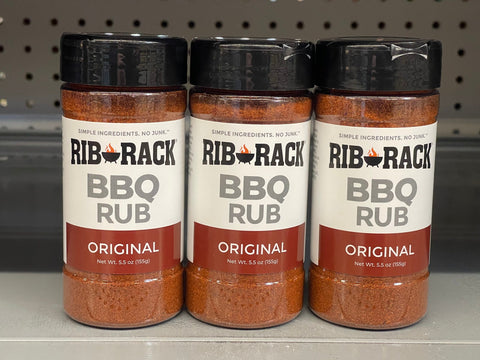 SIMPLE INGREDIENTS. NO JUNK.™
RIB RACK
BBQ
RUB
ORIGINAL
Net Wt. 5.5 oz (155g)
SIMPLE INGREDIENTS. NO JUNK.™
RIB RACK
BBQ
RUB
ORIGINAL
Net Wt. 5.5 oz (155g)
SIMPLE INGREDIENTS. NO JUNK.™
RIB RACK
BBQ
RUB
ORIGINAL
Net Wt. 5.5 oz (155g)